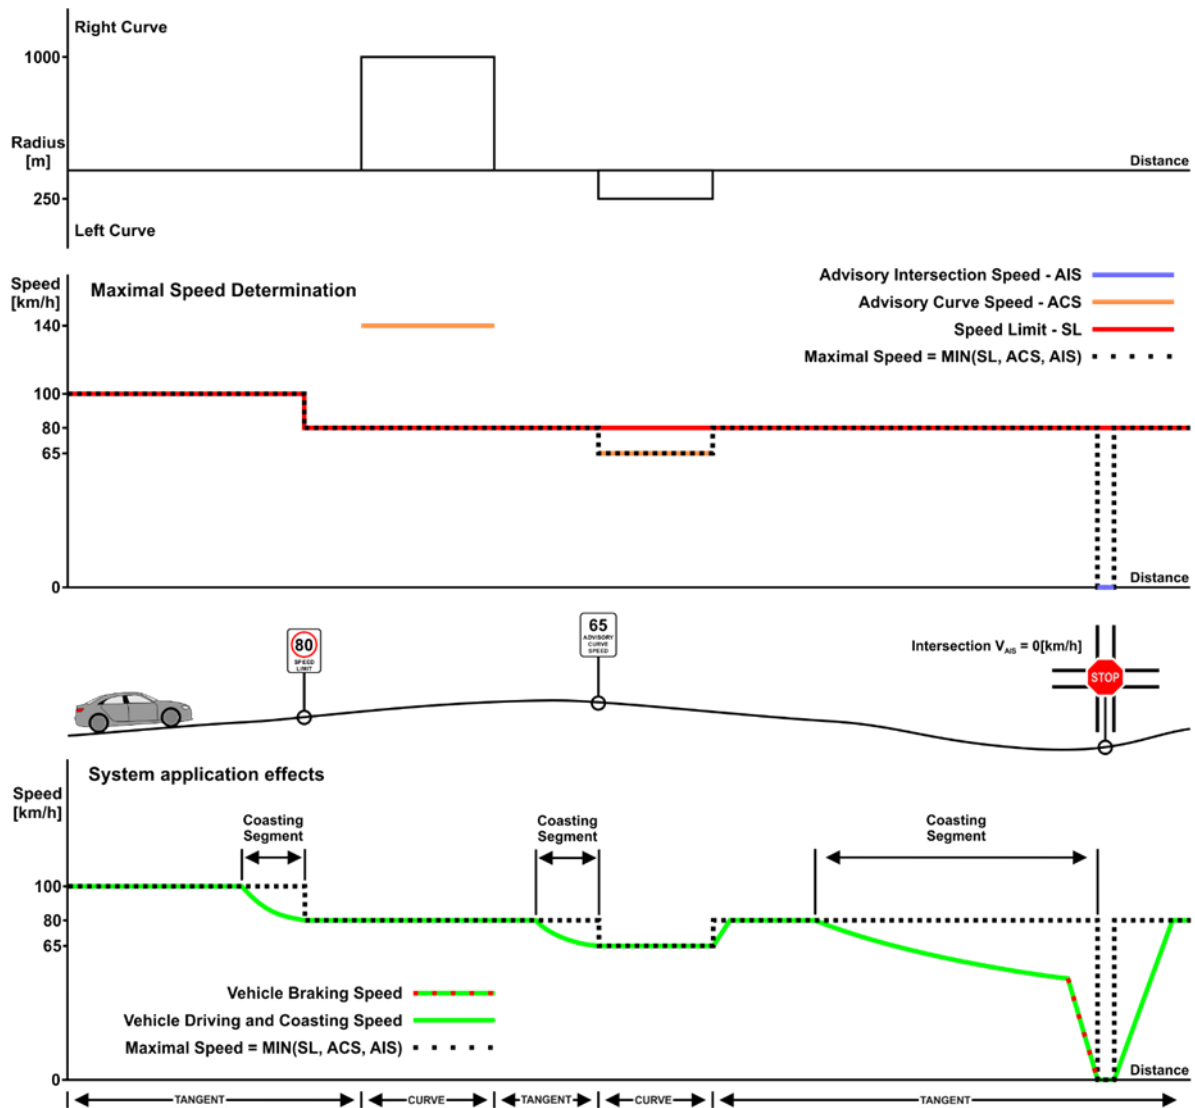 Right Curve
1000
Radius
[m]
Distance
250
Left Curve
Speed
[km/h]
Maximal Speed Determination
Advisory Intersection Speed - AIS
Advisory Curve Speed - ACS
Speed Limit - SL
Maximal Speed = MIN(SL, ACS, AIS)
140
100
80
65
0
Distance
80
SPEED
LIMIT
65
ADVISORY
CURVE
SPEED
Intersection VAIS = 0[km/h]
STOP
System application effects
Speed
[km/h]
Coasting
Segment
Coasting
Segment
Coasting
Segment
100
80
65
Vehicle Braking Speed
Vehicle Driving and Coasting Speed
Maximal Speed = MIN(SL, ACS, AIS)
0
Distance
TANGENT
CURVE
TANGENT
CURVE
TANGENT